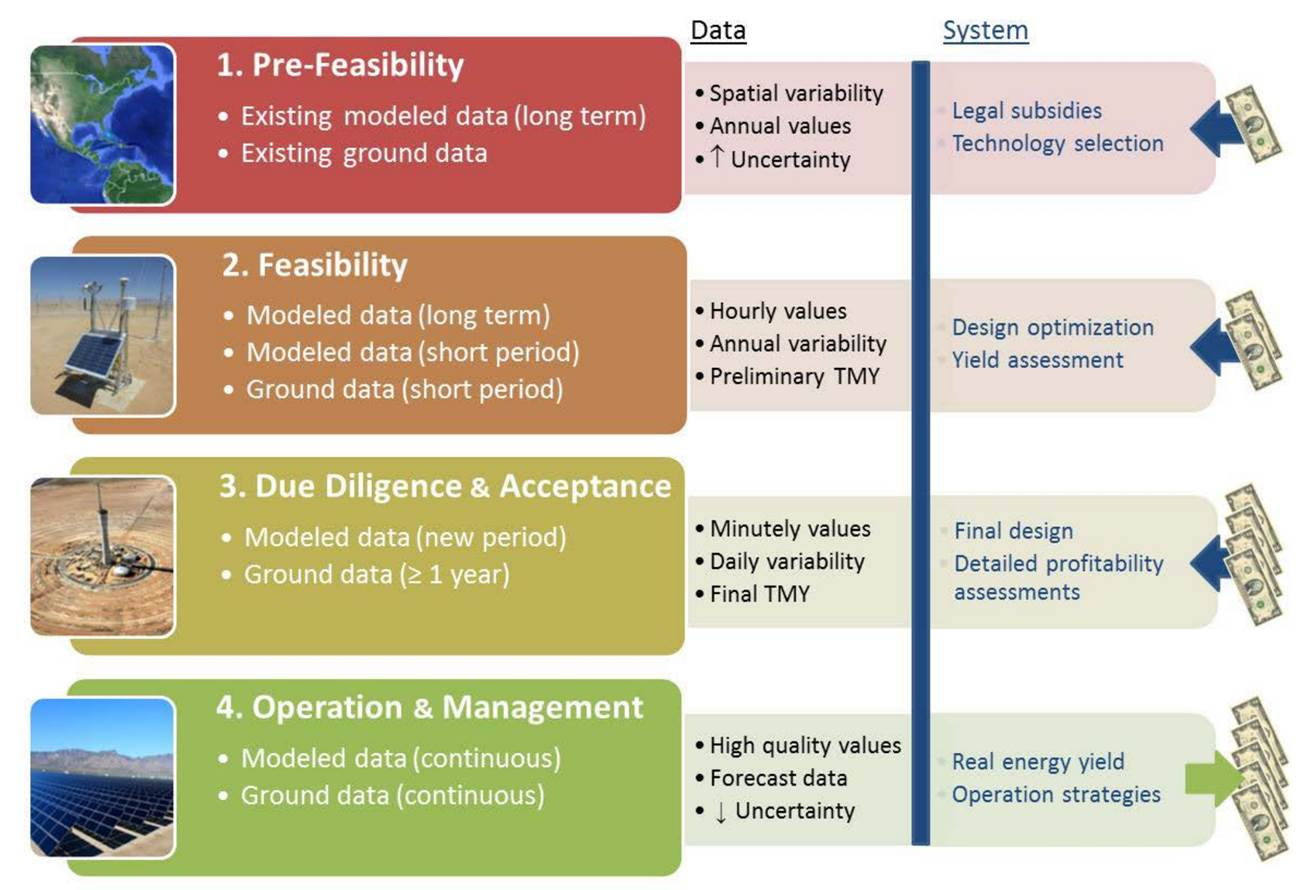 Data
System
1. Pre-Feasibility
• Existing modeled data (long term)
• Existing ground data
• Spatial variability
• Annual values
• ↑ Uncertainty
• Legal subsidies
• Technology selection
2. Feasibility
• Modeled data (long term)
• Modeled data (short period)
• Ground data (short period)
• Hourly values
• Annual variability
• Preliminary TMY
• Design optimization
• Yield assessment
3. Due Diligence & Acceptance
• Modeled data (new period)
• Ground data (≥ 1 year)
• Minutely values
• Daily variability
• Final TMY
• Final design
• Detailed profitability
assessments
4. Operation & Management
• Modeled data (continuous)
• Ground data (continuous)
• High quality values
• Forecast data
• ↓ Uncertainty
• Real energy yield
• Operation strategies